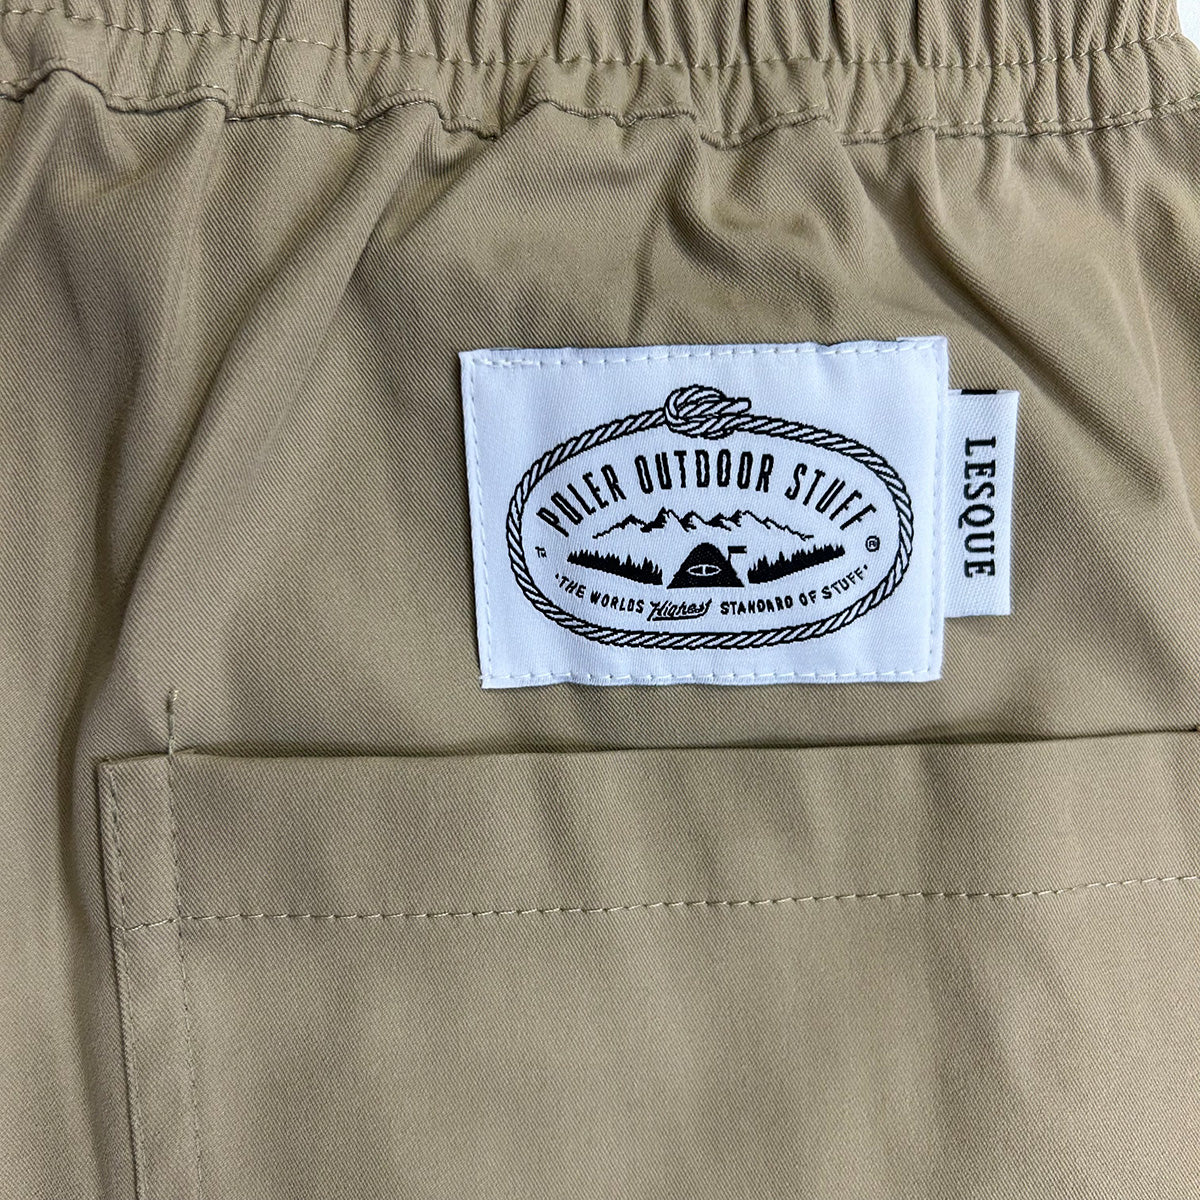 POLER OUTDOOR STUFF
®
·THE WORLDS Highest STANDARD OF STUFF·
LESQUE